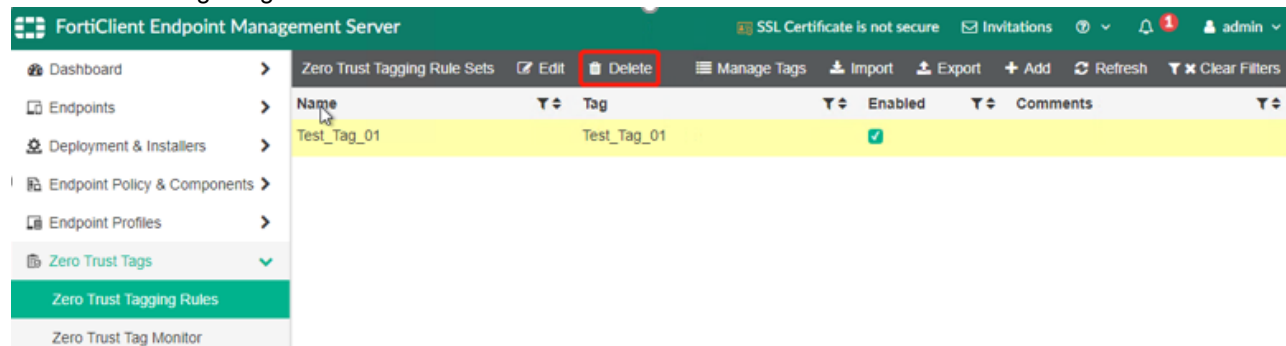 FortiClient Endpoint Management Server SSL Certificate is not secure Invitations 1 admin
Dashboard
Endpoints
Deployment & Installers
Endpoint Policy & Components
Endpoint Profiles
Zero Trust Tags
Zero Trust Tagging Rules
Zero Trust Tag Monitor
Zero Trust Tagging Rule Sets Edit Delete Manage Tags Import Export + Add Refresh Clear Filters
Name Tag Enabled Comments
Test_Tag_01 Test_Tag_01